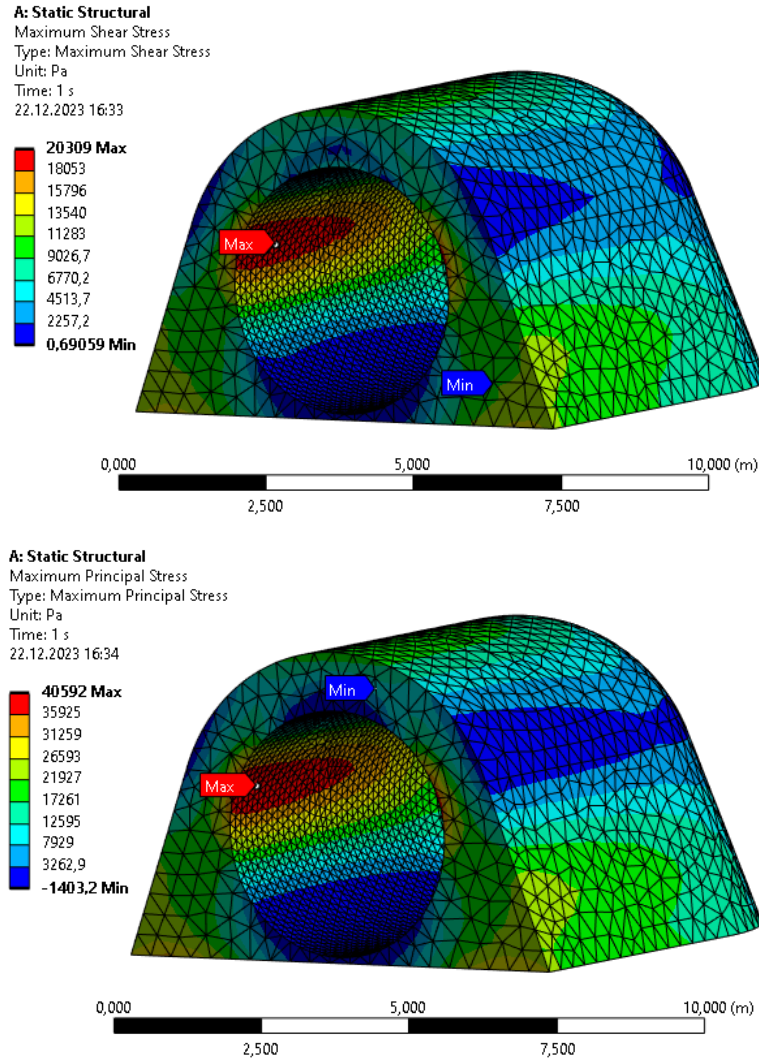 A: Static Structural
Maximum Shear Stress
Type: Maximum Shear Stress
Unit: Pa
Time: 1 s
22.12.2023 16:33
20309 Max
18053
15796
13540
11283
9026,7
6770,2
4513,7
2257,2
0,69059 Min
Max
Min
0,000 5,000 10,000 (m)
2,500 7,500
A: Static Structural
Maximum Principal Stress
Type: Maximum Principal Stress
Unit: Pa
Time: 1 s
22.12.2023 16:34
40592 Max
35925
31259
26593
21927
17261
12595
7929
3262,9
-1403,2 Min
Min
Max
0,000 5,000 10,000 (m)
2,500 7,500